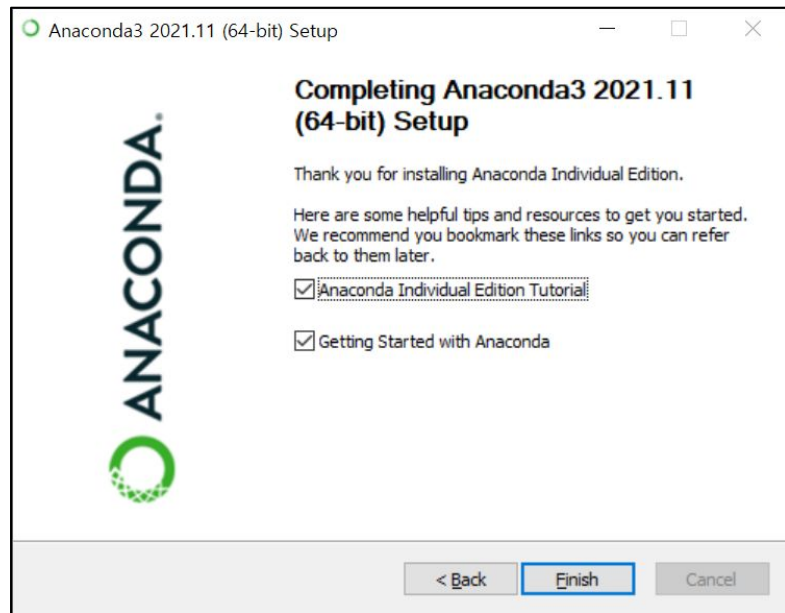 Anaconda3 2021.11 (64-bit) Setup
Completing Anaconda3 2021.11
(64-bit) Setup
Thank you for installing Anaconda Individual Edition.
Here are some helpful tips and resources to get you started.
We recommend you bookmark these links so you can refer
back to them later.
Anaconda Individual Edition Tutorial
Getting Started with Anaconda
ANACONDA.
< Back
Finish
Cancel